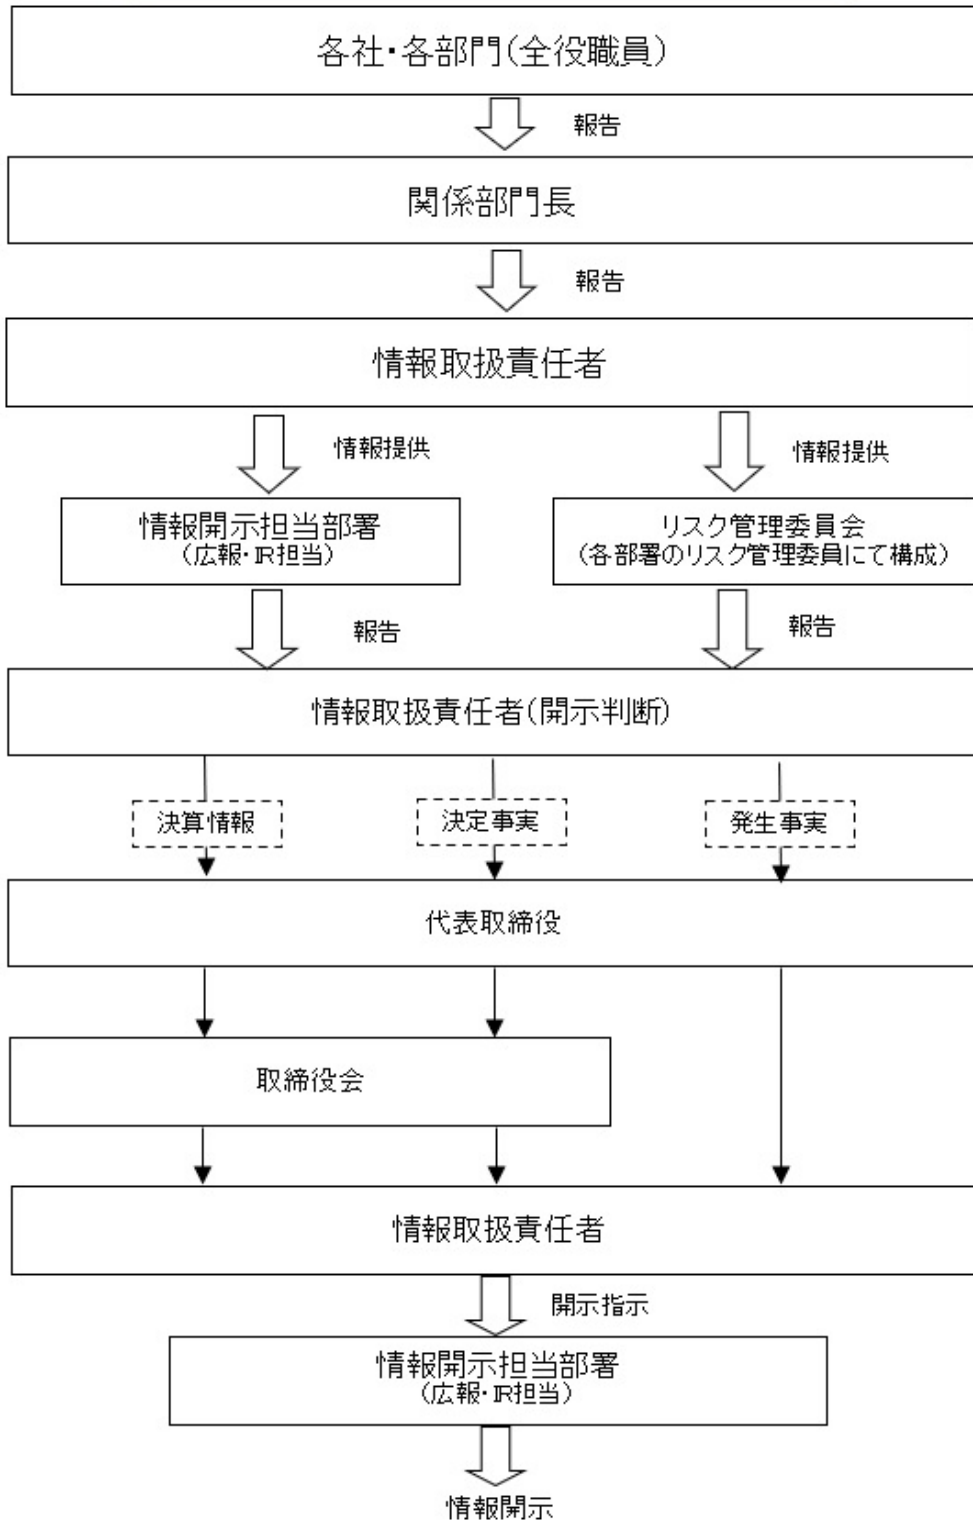 各社・各部門(全役職員)
報告
関係部門長
報告
情報取扱責任者
情報提供
情報提供
情報開示担当部署
(広報・IR担当)
リスク管理委員会
(各部署のリスク管理委員にて構成)
報告
報告
情報取扱責任者(開示判断)
決算情報
決定事実
発生事実
代表取締役
取締役会
情報取扱責任者
開示指示
情報開示担当部署
(広報・IR担当)
情報開示